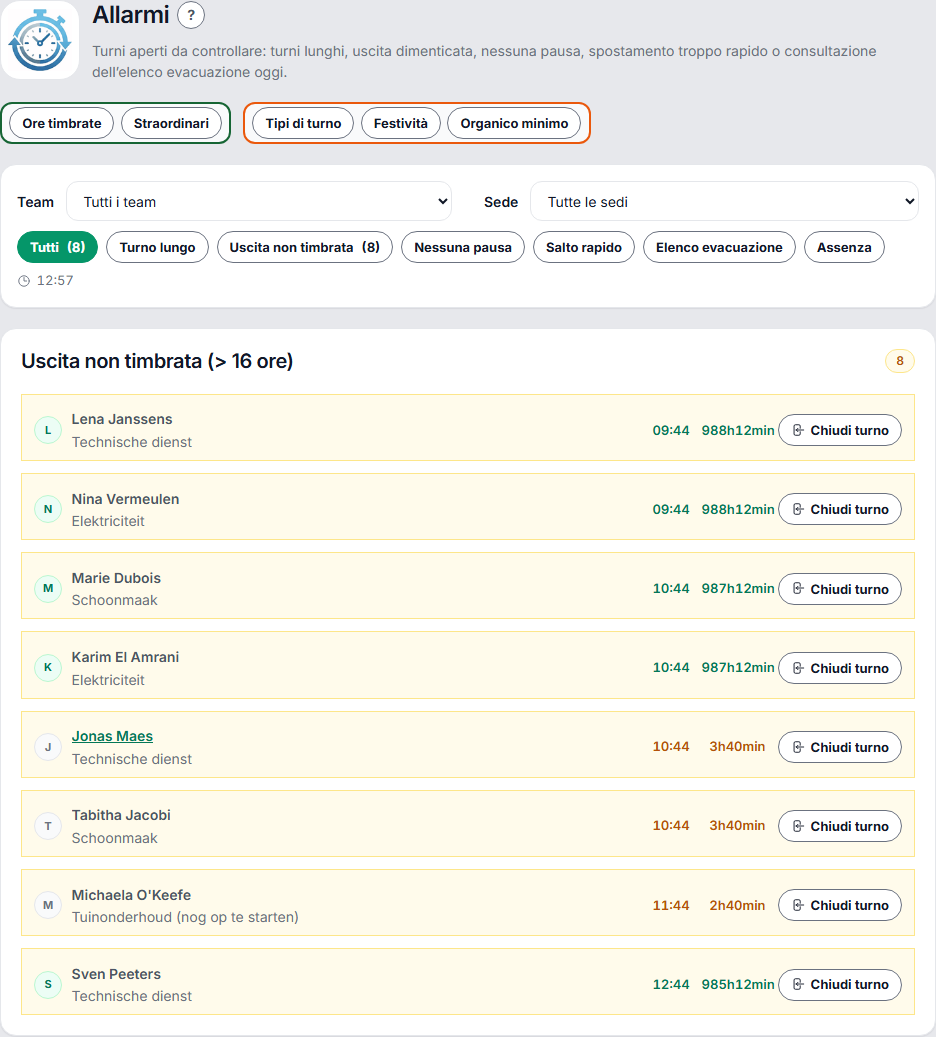 Allarmi ?
Turni aperti da controllare: turni lunghi, uscita dimenticata, nessuna pausa, spostamento troppo rapido o consultazione
dell'elenco evacuazione oggi.
Ore timbrate Straordinari Tipi di turno Festività Organico minimo
Team Tutti i team Sede Tutte le sedi
Tutti (8) Turno lungo Uscita non timbrata (8) Nessuna pausa Salto rapido Elenco evacuazione Assenza
12:57
Uscita non timbrata (> 16 ore) 8
L Lena Janssens 09:44 988h12min Chiudi turno
Technische dienst
N Nina Vermeulen 09:44 988h12min Chiudi turno
Elektriciteit
M Marie Dubois 10:44 987h12min Chiudi turno
Schoonmaak
K Karim El Amrani 10:44 987h12min Chiudi turno
Elektriciteit
J Jonas Maes 10:44 3h40min Chiudi turno
Technische dienst
T Tabitha Jacobi 10:44 3h40min Chiudi turno
Schoonmaak
M Michaela O'Keefe 11:44 2h40min Chiudi turno
Tuinonderhoud (nog op te starten)
S Sven Peeters 12:44 985h12min Chiudi turno
Technische dienst